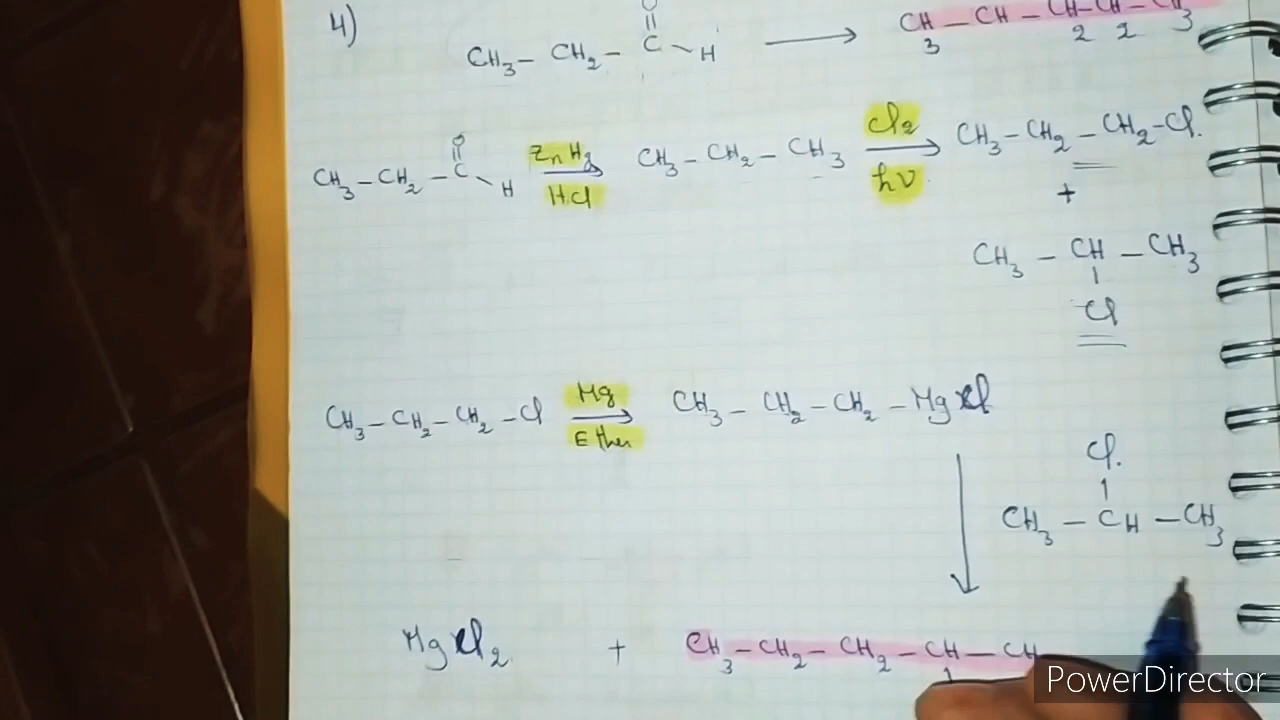 4) CH3 – CH2 – C – H → CH3 – CH – CH2 – CH2 – CH3
O
CH3 – CH2 – C – H ZnHg HCl CH3 – CH2 – CH3 Cl2 hν CH3 – CH2 – CH2 – Cl.
+
CH3 – CH – CH3
Cl
CH3 – CH2 – CH2 – Cl Mg Ether CH3 – CH2 – CH2 – MgCl
Cl.
CH3 – CH – CH3
MgCl2 + CH3 – CH2 – CH2 – CH – CH
PowerDirector